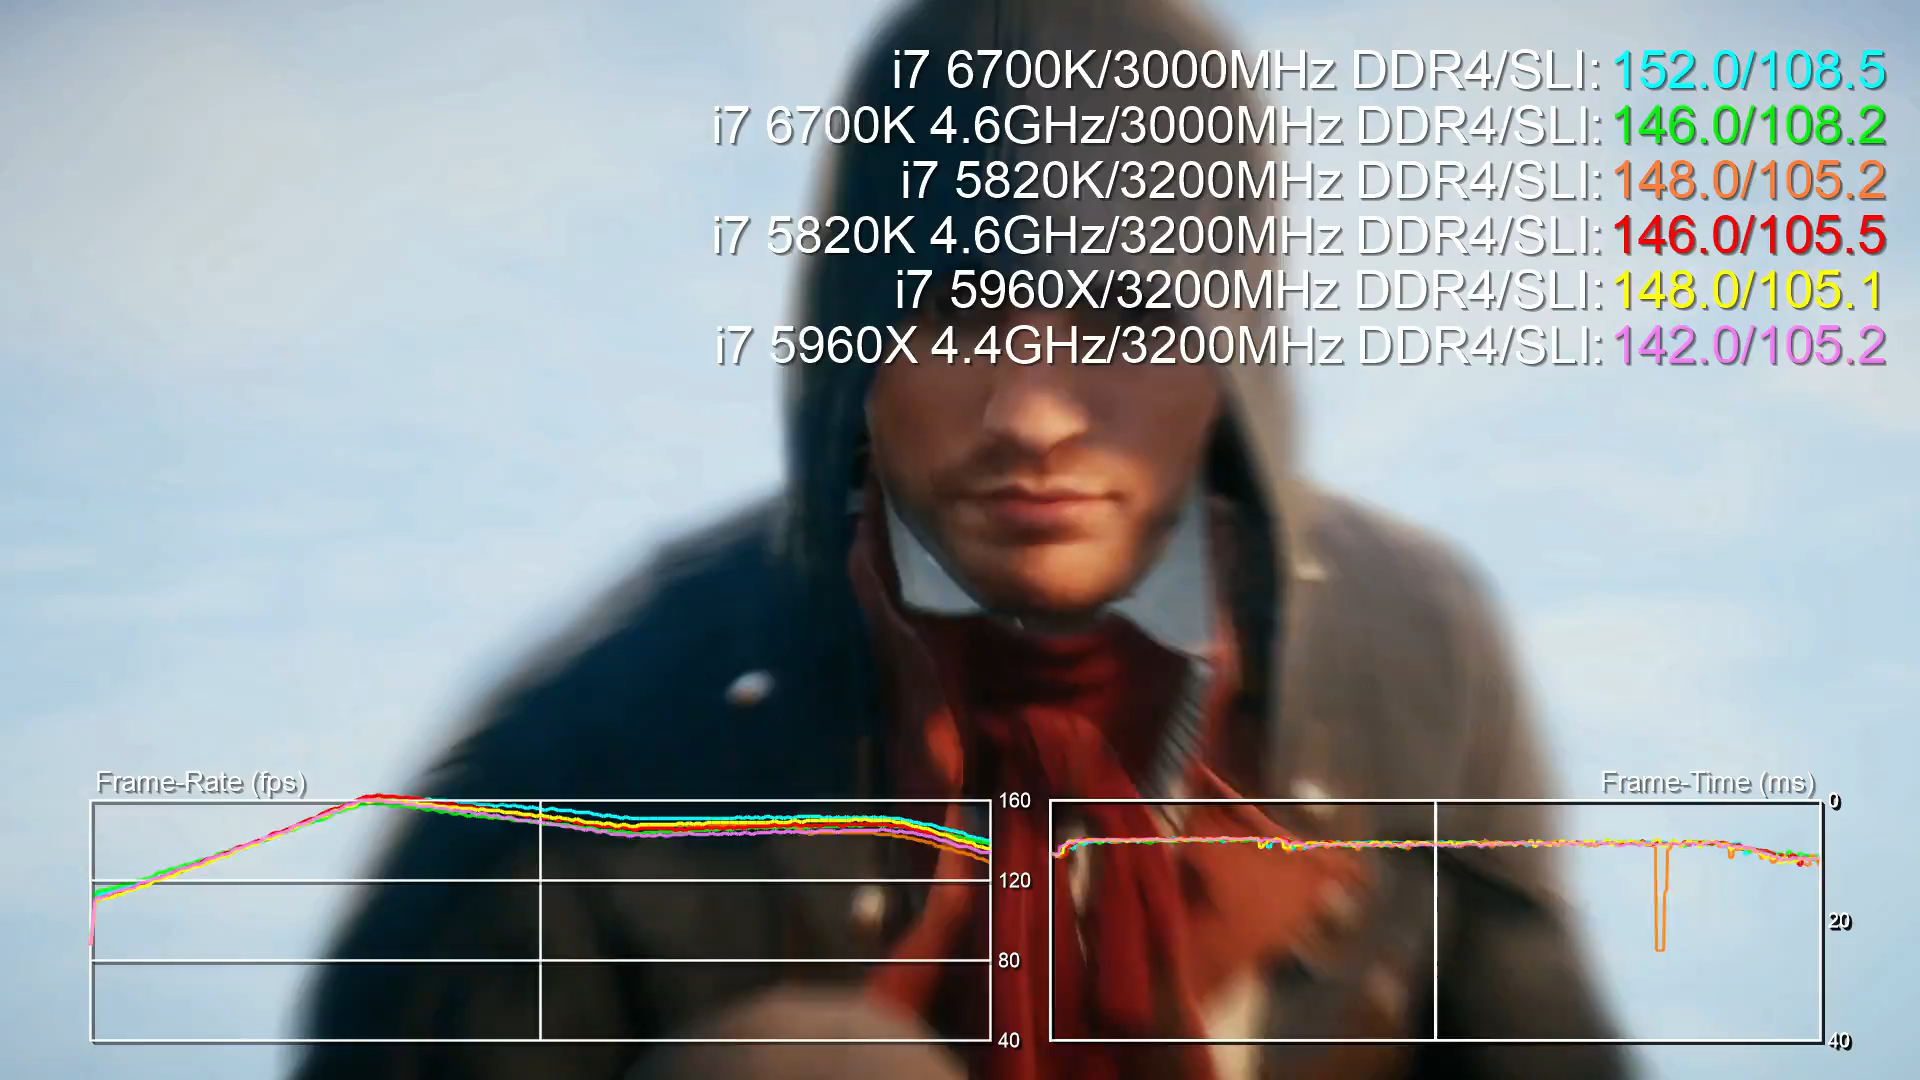 i7 6700K/3000MHz DDR4/SLI: 152.0/108.5
i7 6700K 4.6GHz/3000MHz DDR4/SLI: 146.0/108.2
i7 5820K/3200MHz DDR4/SLI: 148.0/105.2
i7 5820K 4.6GHz/3200MHz DDR4/SLI: 146.0/105.5
i7 5960X/3200MHz DDR4/SLI: 148.0/105.1
i7 5960X 4.4GHz/3200MHz DDR4/SLI: 142.0/105.2
Frame-Rate (fps)
160
120
80
40
Frame-Time (ms)
0
20
40